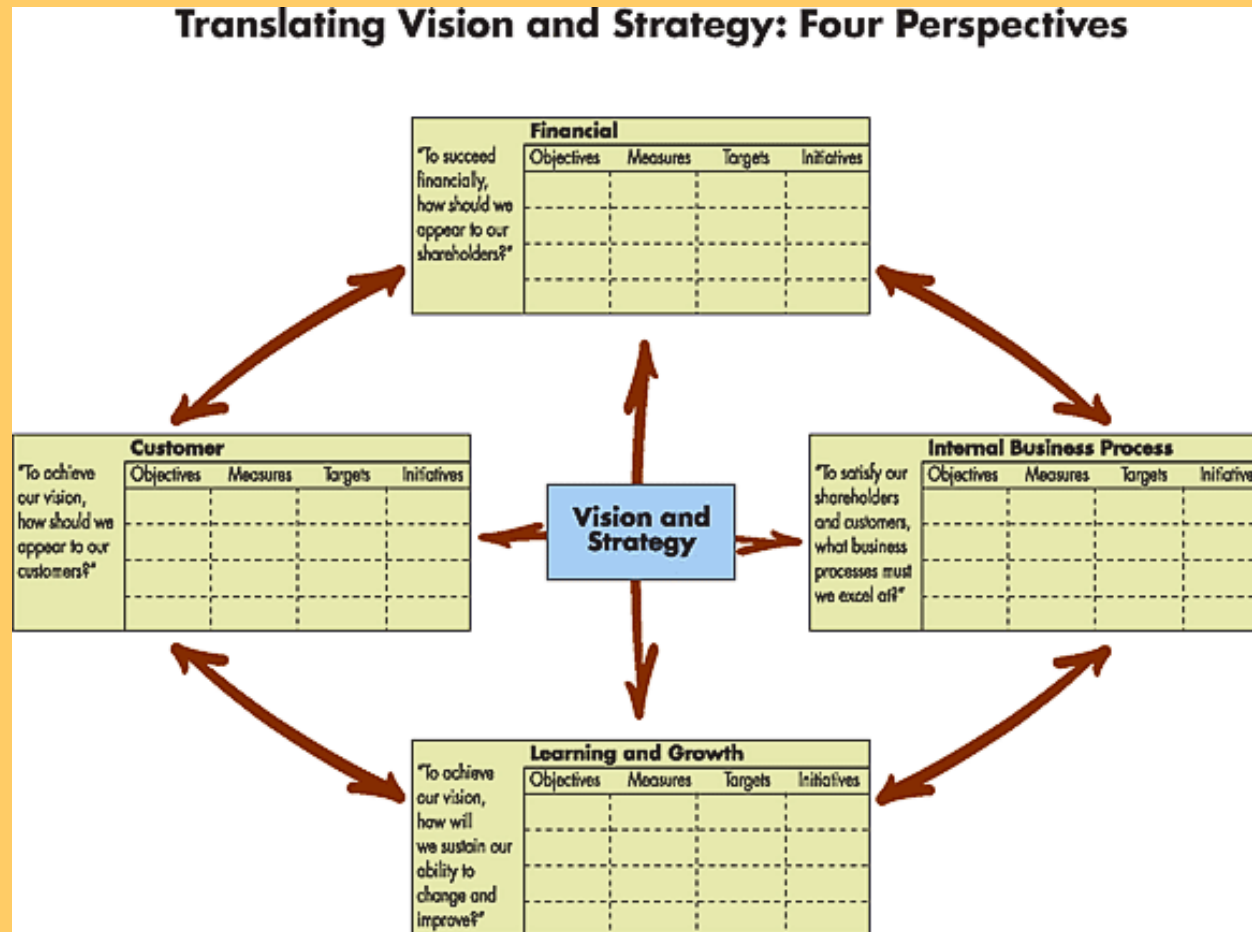 Translating Vision and Strategy: Four Perspectives
Financial
"To succeed
financially,
how should we
appear to our
shareholders?"
Objectives Measures Targets Initiatives
Customer
"To achieve
our vision,
how should we
appear to our
customers?"
Objectives Measures Targets Initiatives
Vision and
Strategy
Internal Business Process
"To satisfy our
shareholders
and customers,
what business
processes must
we excel at?"
Objectives Measures Targets Initiative
Learning and Growth
"To achieve
our vision,
how will
we sustain our
ability to
change and
improve?"
Objectives Measures Targets Initiatives